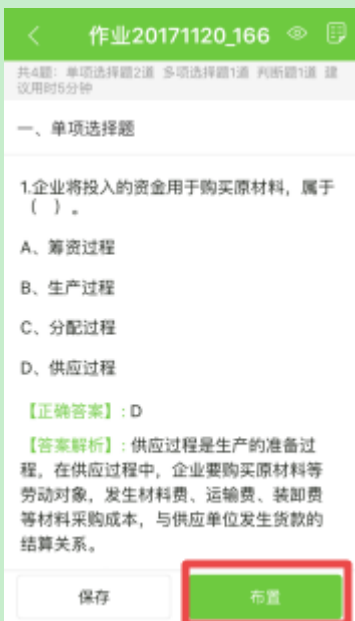 作业20171120_166
共4题：单项选择题2道 多项选择题1道 判断题1道 建
议用时5分钟
一、单项选择题
1.企业将投入的资金用于购买原材料，属于
（ ）。
A、筹资过程
B、生产过程
C、分配过程
D、供应过程
【正确答案】: D
【答案解析】: 供应过程是生产的准备过
程，在供应过程中，企业要购买原材料等
劳动对象，发生材料费、运输费、装卸费
等材料采购成本，与供应单位发生货款的
结算关系。
保存
布置